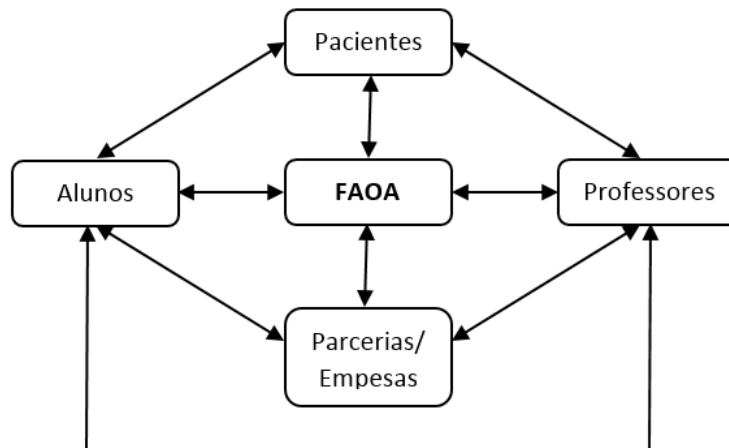 Pacientes
Alunos
FAOA
Professores
Parcerias/
Empesas